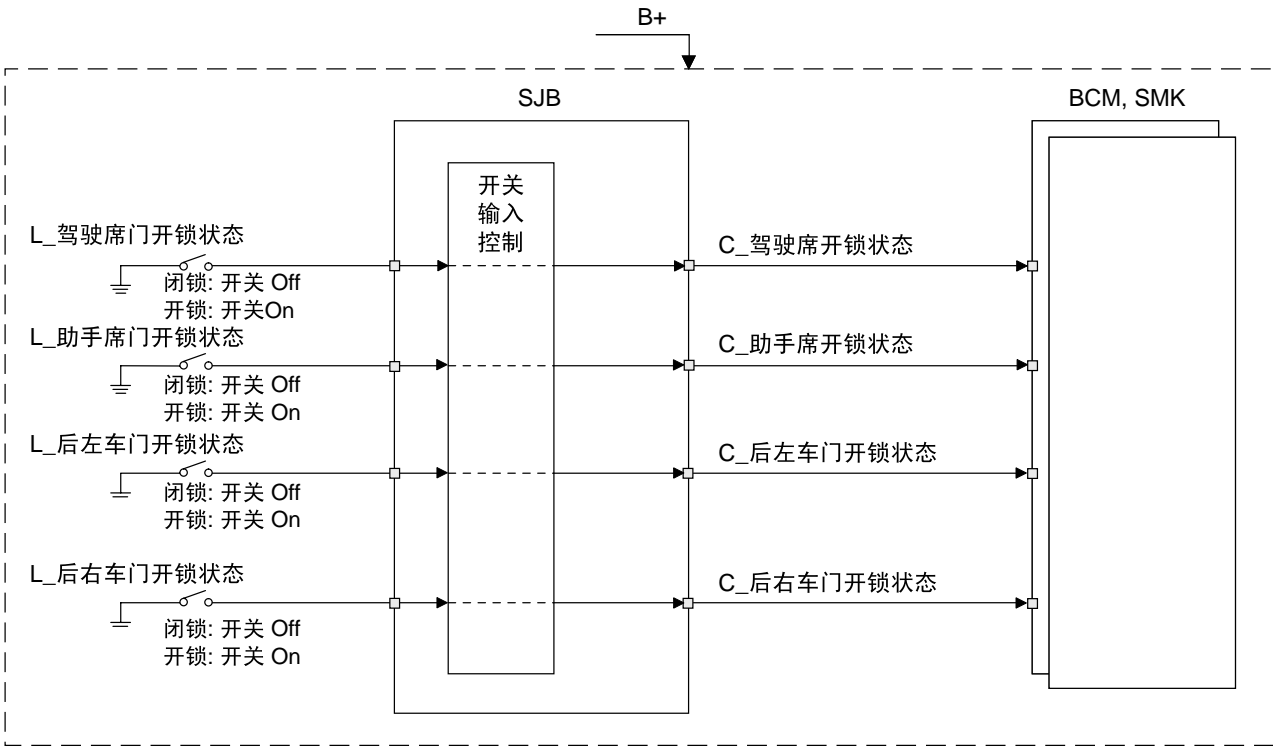 B+
SJB
BCM, SMK
开关
输入
控制
L_驾驶席门开锁状态
C_驾驶席开锁状态
闭锁: 开关 Off
开锁: 开关On
L_助手席门开锁状态
C_助手席开锁状态
闭锁: 开关 Off
开锁: 开关 On
L_后左车门开锁状态
C_后左车门开锁状态
闭锁: 开关 Off
开锁: 开关 On
L_后右车门开锁状态
C_后右车门开锁状态
闭锁: 开关 Off
开锁: 开关 On